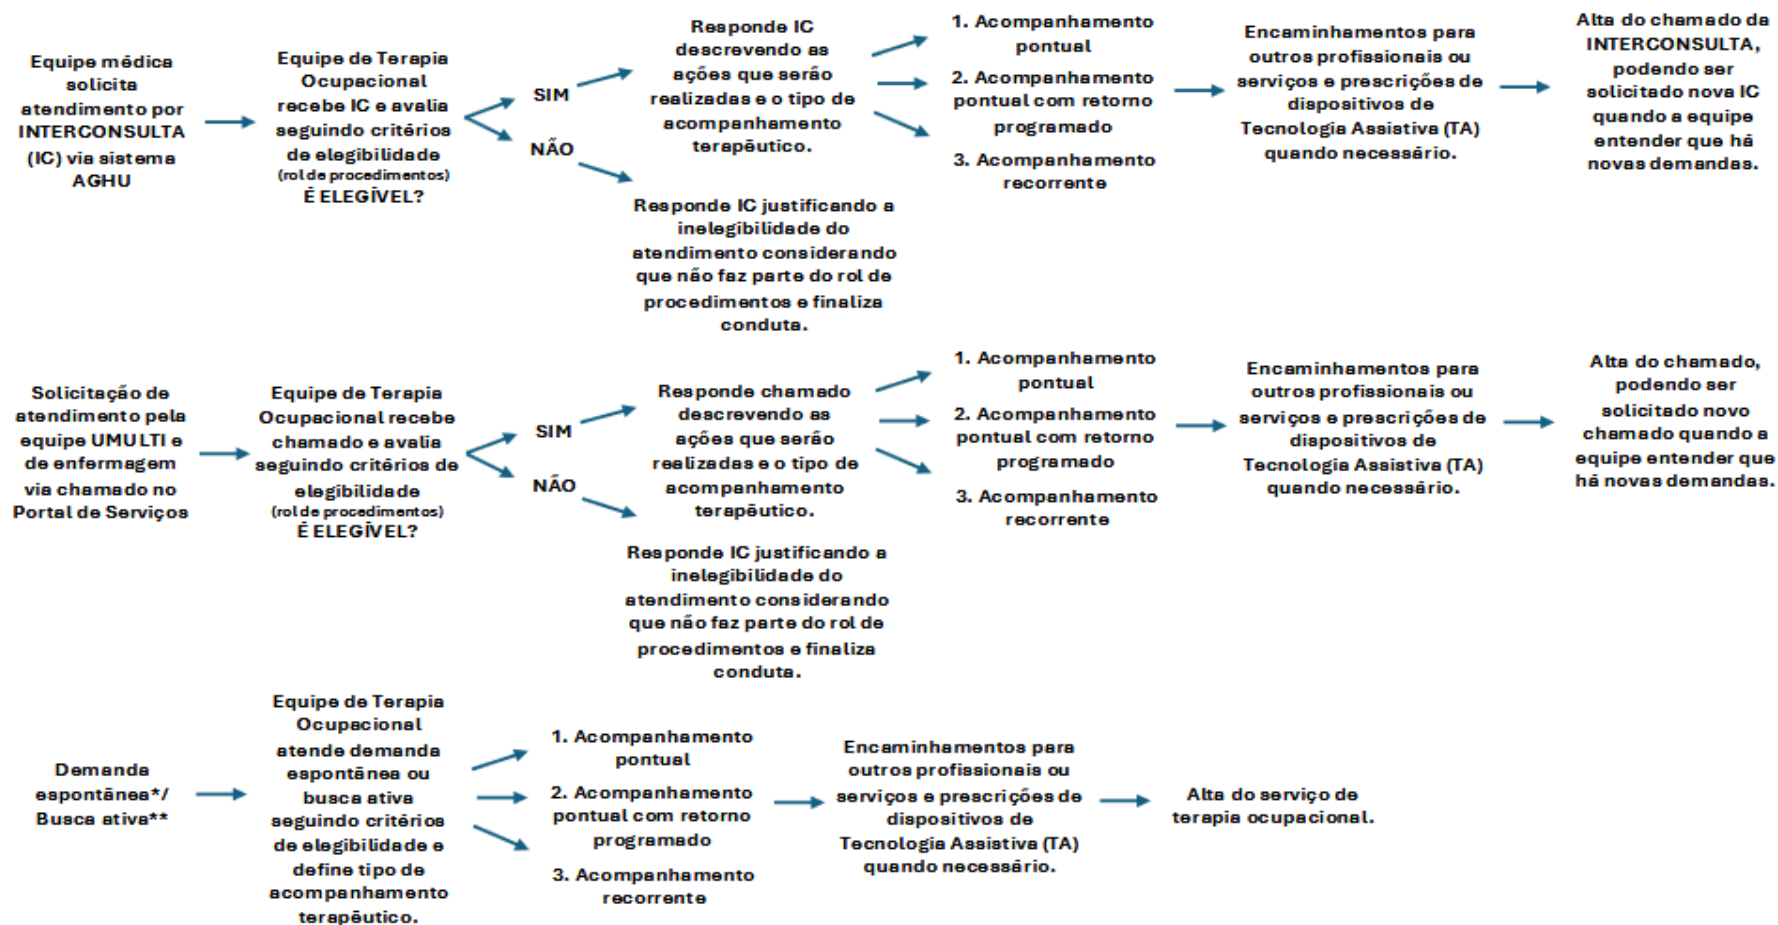 Equipe médica
solicita
atendimento por
INTERCONSULTA
(IC) via sistema
AGHU
Equipe de Terapia
Ocupacional
recebe IC e avalia
seguindo critérios
de elegibilidade
(rol de procedimentos)
É ELEGÍVEL?
SIM
NÃO
Responde IC
descrevendo as
ações que serão
realizadas e o tipo de
acompanhamento
terapêutico.
Responde IC justificando a
inelegibilidade do
atendimento considerando
que não faz parte do rol de
procedimentos e finaliza
conduta.
1. Acompanhamento
pontual
2. Acompanhamento
pontual com retorno
programado
3. Acompanhamento
recorrente
Encaminhamentos para
outros profissionais ou
serviços e prescrições de
dispositivos de
Tecnologia Assistiva (TA)
quando necessário.
Alta do chamado da
INTERCONSULTA,
podendo ser
solicitado nova IC
quando a equipe
entender que há
novas demandas.
Solicitação de
atendimento pela
equipe UMULTI e
de enfermagem
via chamado no
Portal de Serviços
Equipe de Terapia
Ocupacional recebe
chamado e avalia
seguindo critérios de
elegibilidade
(rol de procedimentos)
É ELEGÍVEL?
SIM
NÃO
Responde chamado
descrevendo as
ações que serão
realizadas e o tipo de
acompanhamento
terapêutico.
Responde IC justificando a
inelegibilidade do
atendimento considerando
que não faz parte do rol de
procedimentos e finaliza
conduta.
1. Acompanhamento
pontual
2. Acompanhamento
pontual com retorno
programado
3. Acompanhamento
recorrente
Encaminhamentos para
outros profissionais ou
serviços e prescrições de
dispositivos de
Tecnologia Assistiva (TA)
quando necessário.
Alta do chamado,
podendo ser
solicitado novo
chamado quando a
equipe entender que
há novas demandas.
Demanda
espontânea*/
Busca ativa**
Equipe de Terapia
Ocupacional
atende demanda
espontânea ou
busca ativa
seguindo critérios
de elegibilidade e
define tipo de
acompanhamento
terapêutico.
1. Acompanhamento
pontual
2. Acompanhamento
pontual com retorno
programado
3. Acompanhamento
recorrente
Encaminhamentos para
outros profissionais ou
serviços e prescrições de
dispositivos de
Tecnologia Assistiva (TA)
quando necessário.
Alta do serviço de
terapia ocupacional.